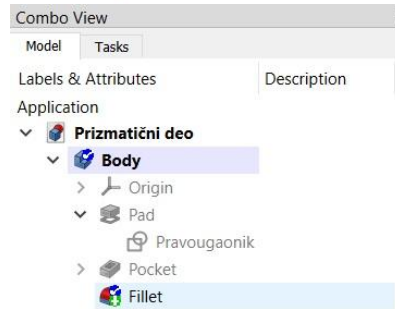 Combo View
Model Tasks
Labels & Attributes Description
Application
Prizmatični deo
Body
Origin
Pad
Pravougaonik
Pocket
Fillet